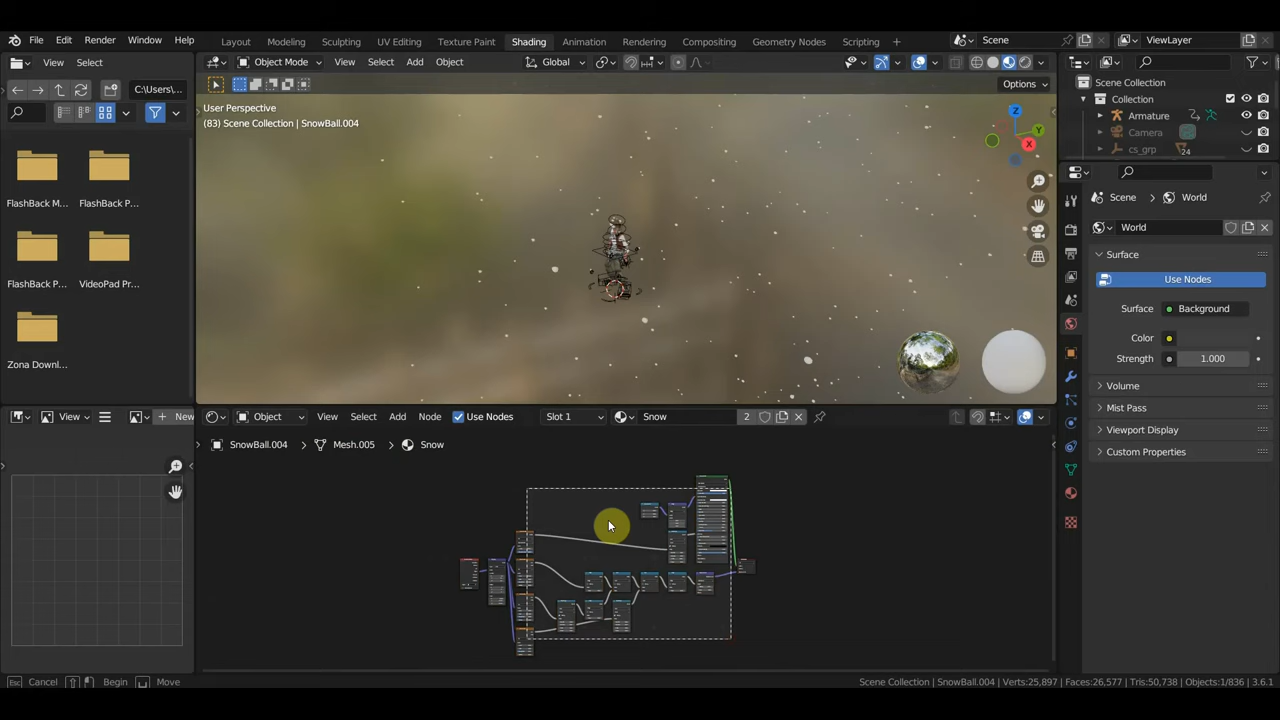 File Edit Render Window Help
Layout Modeling Sculpting UV Editing Texture Paint Shading Animation Rendering Compositing Geometry Nodes Scripting +
Scene
ViewLayer
View Select
Object Mode View Select Add Object
Global
C:\Users\...
Options
User Perspective
(83) Scene Collection | SnowBall.004
Z
Y
X
FlashBack M...
FlashBack P...
FlashBack P...
VideoPad Pr...
Zona Downl...
Scene Collection
Collection
Armature
Camera
cs_grp
24
Scene > World
World
Surface
Use Nodes
Surface Background
Color
Strength 1.000
Volume
Mist Pass
Viewport Display
Custom Properties
View
+ New
Object View Select Add Node Use Nodes Slot 1 Snow 2
SnowBall.004 > Mesh.005 > Snow
Esc Cancel Begin Move
Scene Collection | SnowBall.004 | Verts:25,897 | Faces:26,577 | Tris:50,738 | Objects:1/836 | 3.6.1